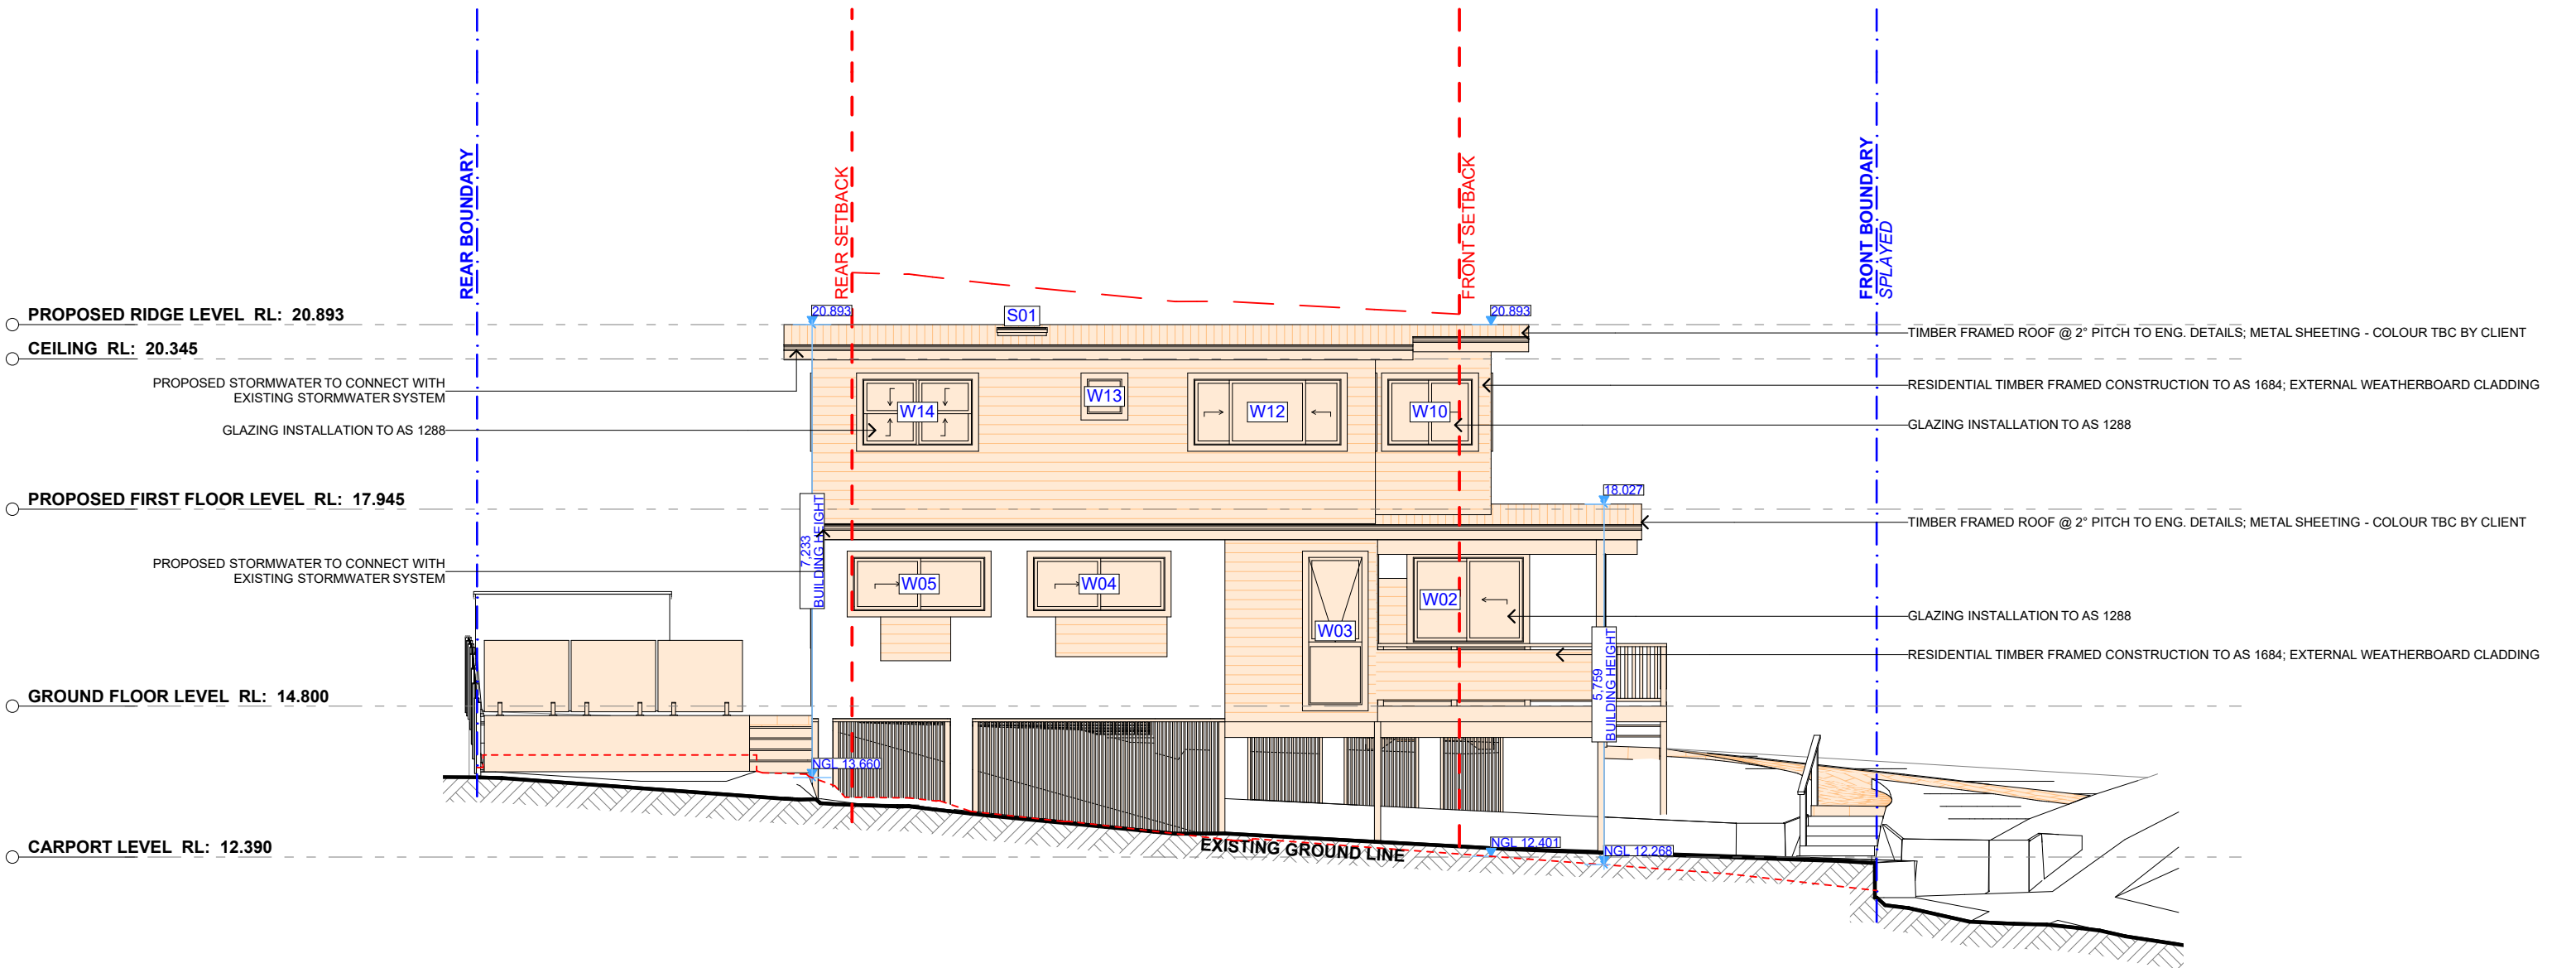 REAR BOUNDARY
REAR SETBACK
FRONT SETBACK
FRONT BOUNDARY
SPLAYED
PROPOSED RIDGE LEVEL RL: 20.893
20.893
S01
20.893
TIMBER FRAMED ROOF @ 2° PITCH TO ENG. DETAILS; METAL SHEETING - COLOUR TBC BY CLIENT
CEILING RL: 20.345
PROPOSED STORMWATER TO CONNECT WITH
EXISTING STORMWATER SYSTEM
RESIDENTIAL TIMBER FRAMED CONSTRUCTION TO AS 1684; EXTERNAL WEATHERBOARD CLADDING
W14
W13
W12
W10
GLAZING INSTALLATION TO AS 1288
GLAZING INSTALLATION TO AS 1288
PROPOSED FIRST FLOOR LEVEL RL: 17.945
18.027
TIMBER FRAMED ROOF @ 2° PITCH TO ENG. DETAILS; METAL SHEETING - COLOUR TBC BY CLIENT
7,233
BUILDING HEIGHT
PROPOSED STORMWATER TO CONNECT WITH
EXISTING STORMWATER SYSTEM
W05
W04
W03
W02
GLAZING INSTALLATION TO AS 1288
RESIDENTIAL TIMBER FRAMED CONSTRUCTION TO AS 1684; EXTERNAL WEATHERBOARD CLADDING
5,759
BUILDING HEIGHT
GROUND FLOOR LEVEL RL: 14.800
NGL 13.660
CARPORT LEVEL RL: 12.390
EXISTING GROUND LINE
NGL 12.401
NGL 12.268